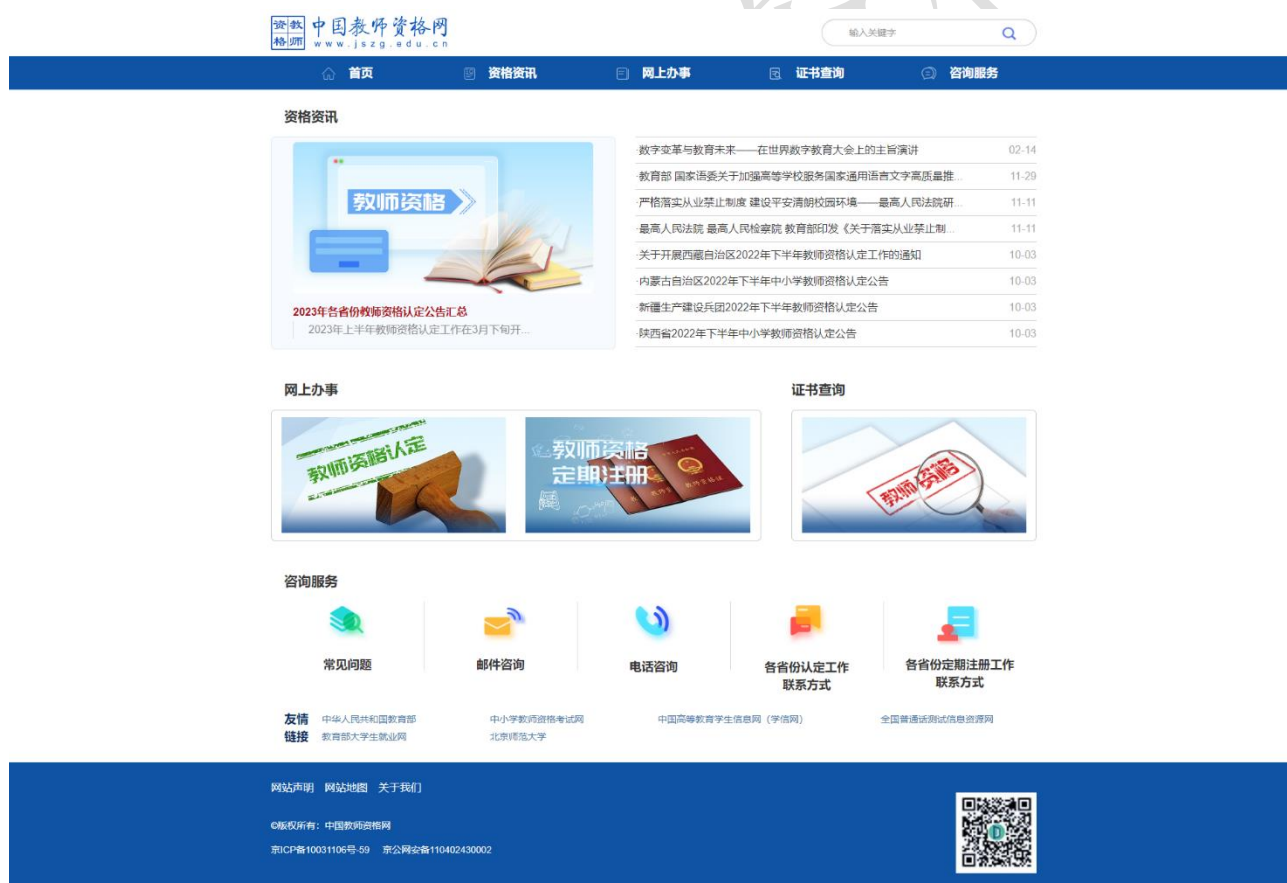 资教
格师
中国教师资格网
www.jszg.edu.cn
输入关键字
首页 资格资讯 网上办事 证书查询 咨询服务
资格资讯
教师资格
2023年各省份教师资格认定公告汇总
2023年上半年教师资格认定工作在3月下旬开...
·数字变革与教育未来——在世界数字教育大会上的主旨演讲 02-14
·教育部 国家语委关于加强高等学校服务国家通用语言文字高质量推... 11-29
·严格落实从业禁止制度 建设平安清朗校园环境——最高人民法院研... 11-11
·最高人民法院 最高人民检察院 教育部印发《关于落实从业禁止制... 11-11
·关于开展西藏自治区2022年下半年教师资格认定工作的通知 10-03
·内蒙古自治区2022年下半年中小学教师资格认定公告 10-03
·新疆生产建设兵团2022年下半年教师资格认定公告 10-03
·陕西省2022年下半年中小学教师资格认定公告 10-03
网上办事
教师资格认定
教师资格
定期注册
证书查询
教师资格
咨询服务
常见问题
邮件咨询
电话咨询
各省份认定工作
联系方式
各省份定期注册工作
联系方式
友情
链接
中华人民共和国教育部 中小学教师资格考试网 中国高等教育学生信息网(学信网) 全国普通话测试信息资源网
教育部大学生就业网 北京师范大学
网站声明 网站地图 关于我们
©版权所有:中国教师资格网
京ICP备10031106号-59 京公网安备110402430002